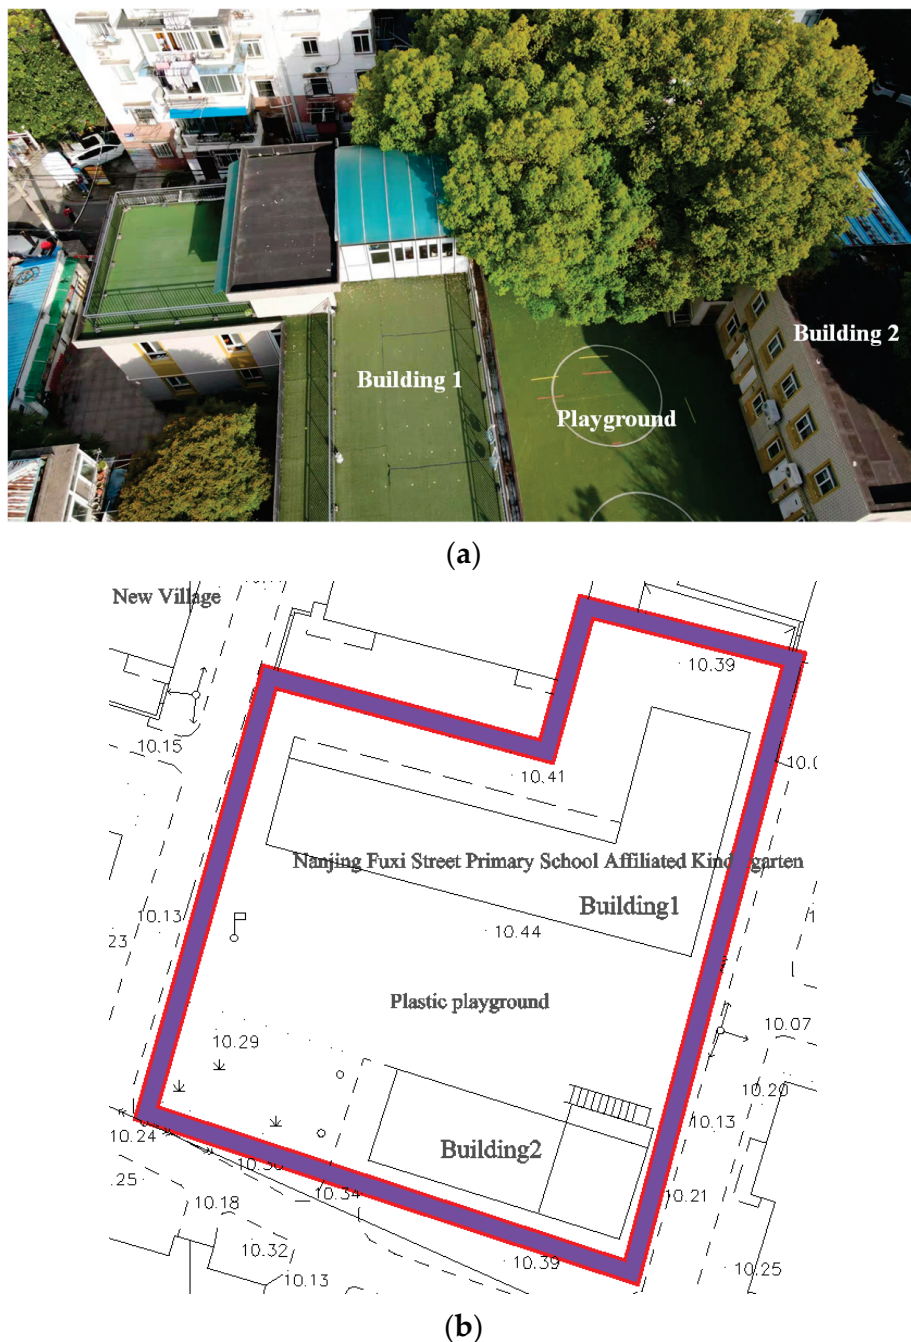 Building 2
Building 1
Playground
(a)
New Village
10.39
10.15
10.41
Nanjing Fuxi Street Primary School Affiliated Kindergarten
Building1
10.13
10.44
Plastic playground
10.07
10.29
10.20
10.13
10.24
Building2
10.34
10.21
10.18
10.32
10.39
10.13
10.25
(b)